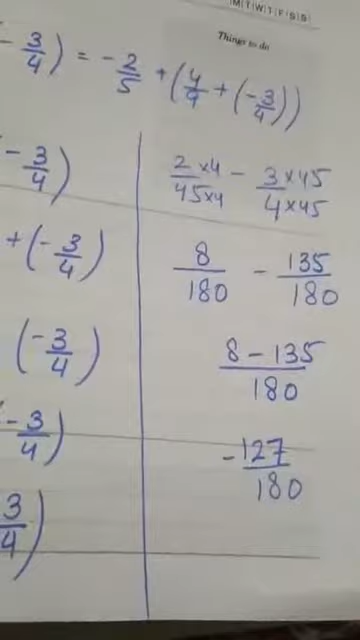 M T W T F S S
Things to do
- 3/4) = - 2/5 + (4/9 + (-3/4))
- 3/4)
+ (- 3/4)
(- 3/4)
- 3/4)
3/4)
2×4/45×4 - 3×45/4×45
8/180 - 135/180
8 - 135/180
-127/180